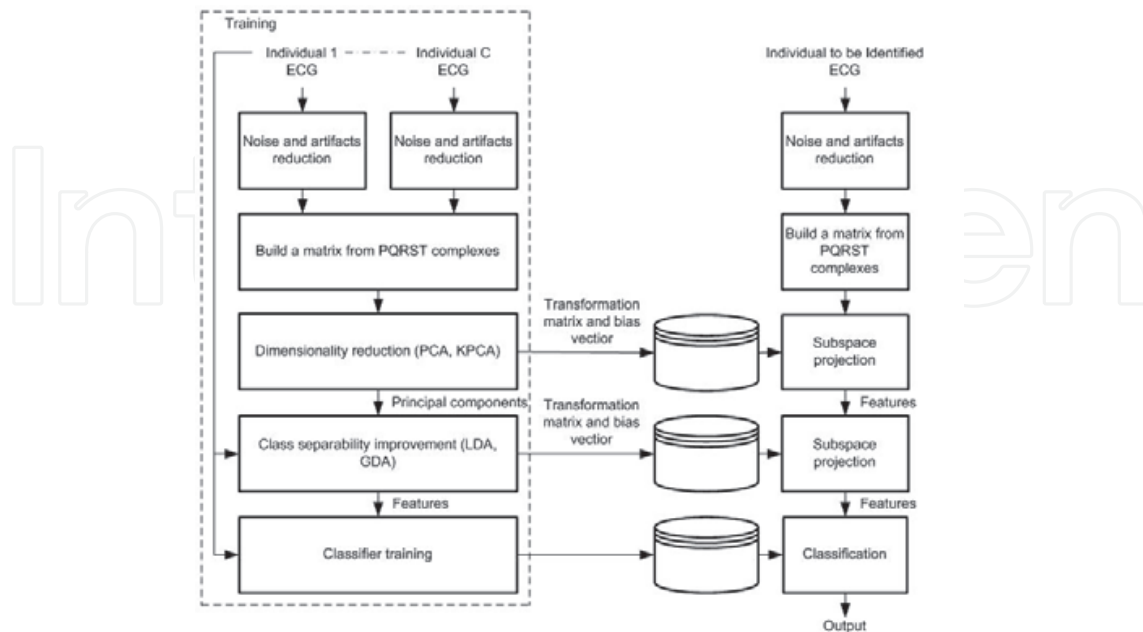 Training
Individual 1
ECG
Individual C
ECG
Individual to be Identified
ECG
Noise and artifacts
reduction
Noise and artifacts
reduction
Noise and artifacts
reduction
Build a matrix from PQRST complexes
Build a matrix from
PQRST
complexes
Dimensionality reduction (PCA, KPCA)
Transformation
matrix and bias
vectior
Subspace
projection
Principal components
Features
Class separability improvement (LDA,
GDA)
Transformation
matrix and bias
vectior
Subspace
projection
Features
Features
Classifier training
Classification
Output